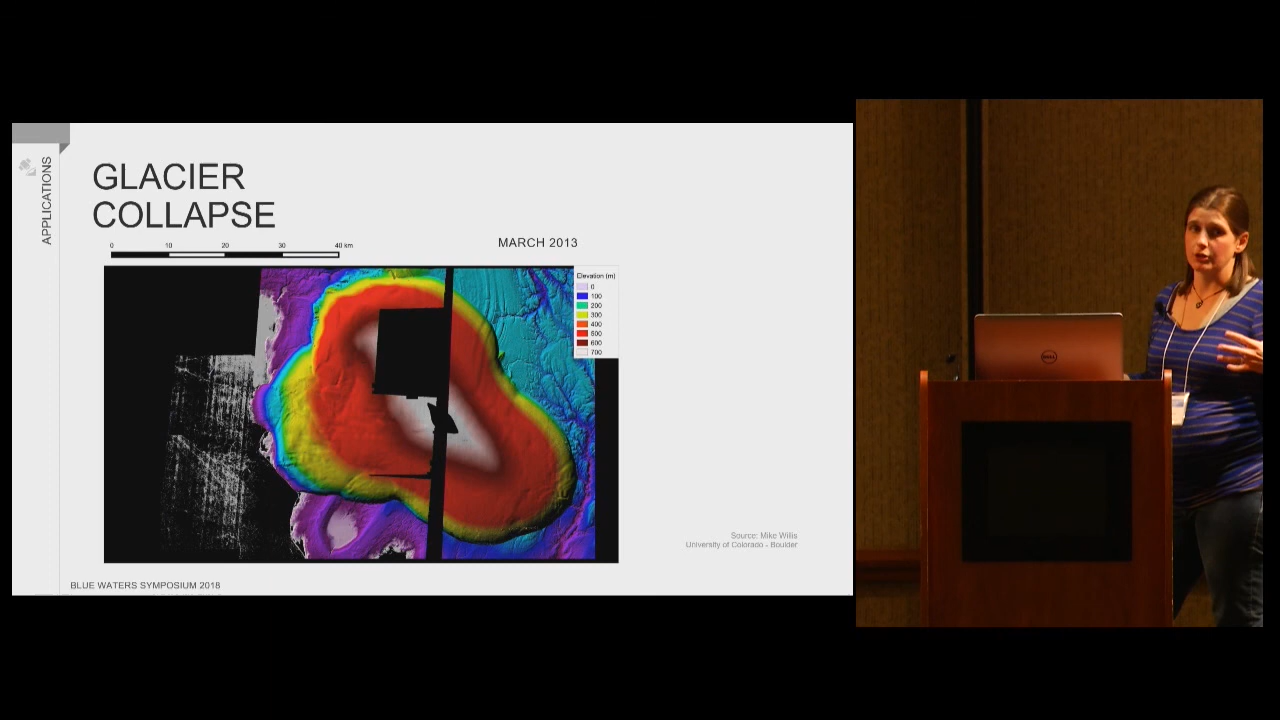 APPLICATIONS
GLACIER
COLLAPSE
0 10 20 30 40 km
MARCH 2013
Elevation (m)
0
100
200
300
400
500
600
700
Source: Mike Willis
University of Colorado - Boulder
BLUE WATERS SYMPOSIUM 2018
DELL